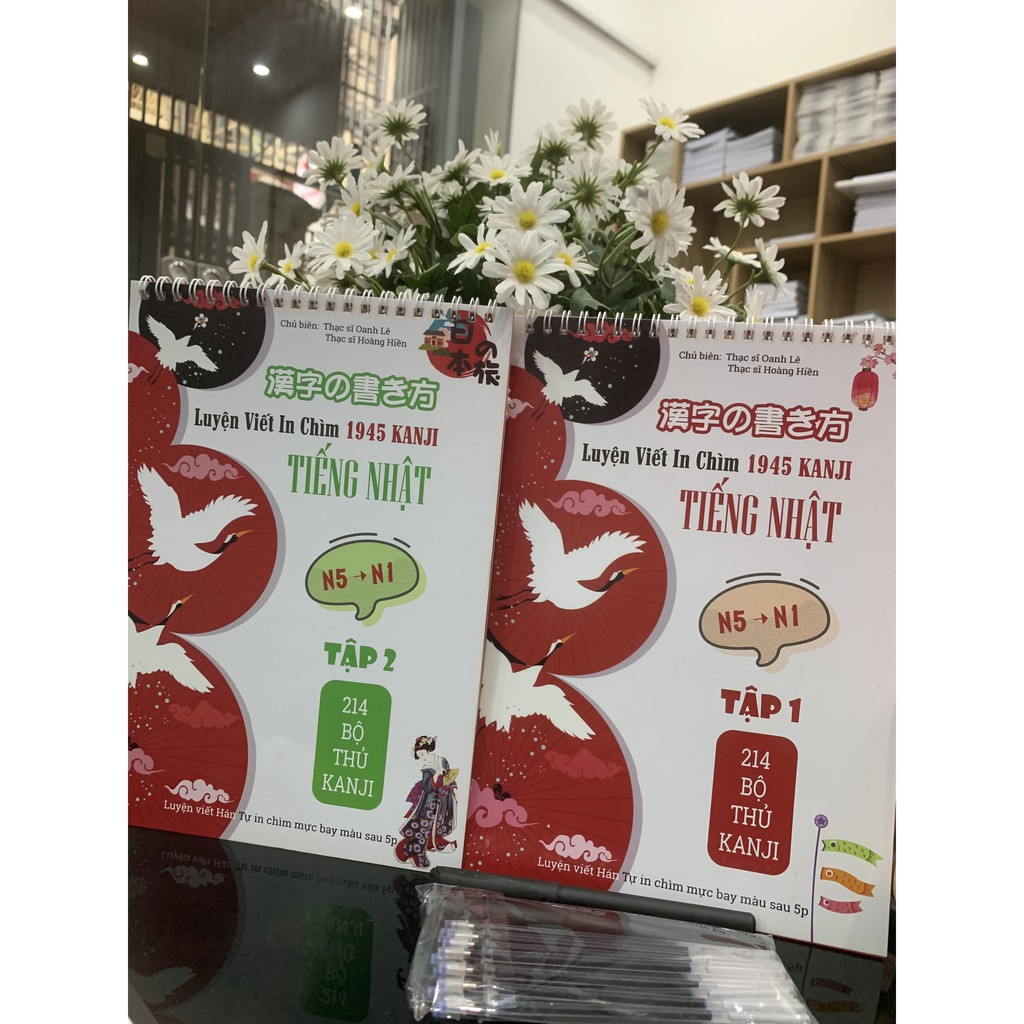 Chủ biên: Thạc sĩ Oanh Lê
Thạc sĩ Hoàng Hiền
日本の旅
漢字の書き方
Luyện Viết In Chìm 1945 KANJI
TIẾNG NHẬT
N5 → N1
TẬP 2
214
BỘ
THỦ
KANJI
Luyện viết Hán Tự in chìm mực bay màu sau 5p
Chủ biên: Thạc sĩ Oanh Lê
Thạc sĩ Hoàng Hiền
漢字の書き方
Luyện Viết In Chìm 1945 KANJI
TIẾNG NHẬT
N5 → N1
TẬP 1
214
BỘ
THỦ
KANJI
Luyện viết Hán Tự in chìm mực bay màu sau 5p